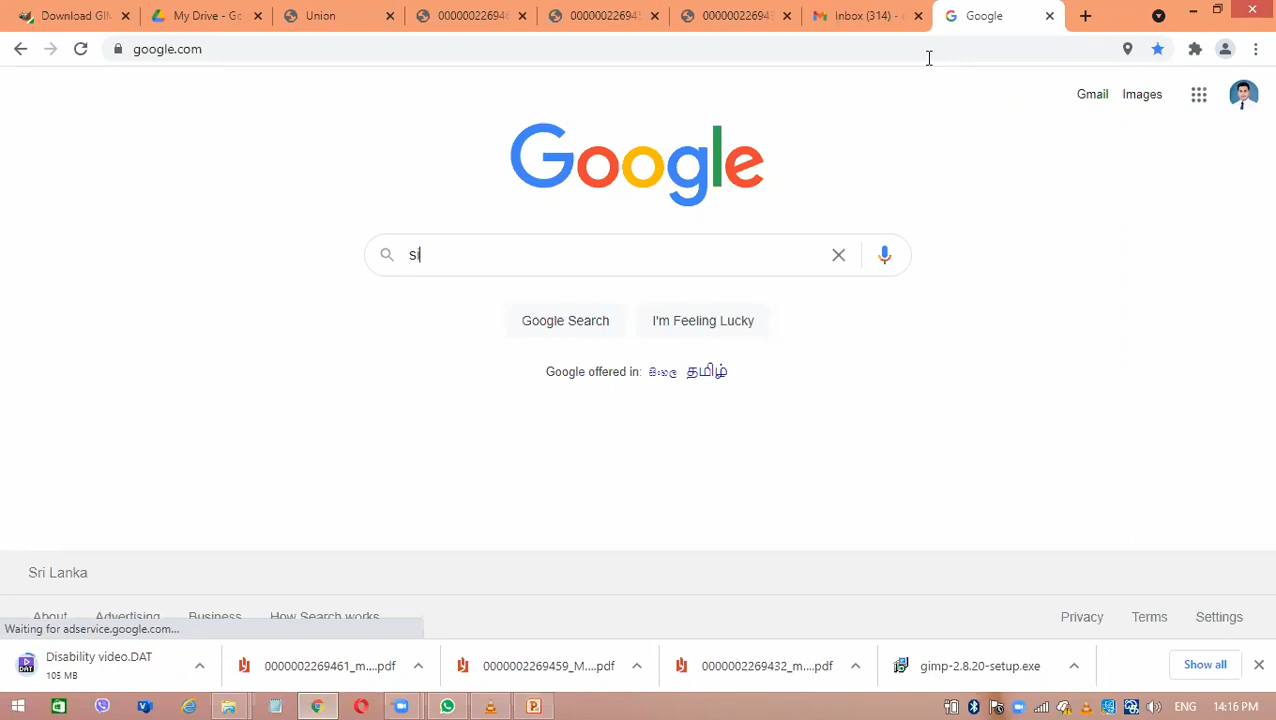 Download GIM
My Drive - Go
Union
000000226946
000000226945
000000226943
Inbox (314) -
Google
google.com
Gmail
Images
Google
si
Google Search
I'm Feeling Lucky
Google offered in: සිංහල தமிழ்
Sri Lanka
About
Advertising
Business
How Search works
Privacy
Terms
Settings
Waiting for adservice.google.com...
Disability video.DAT
105 MB
0000002269461_m....pdf
0000002269459_M....pdf
0000002269432_m....pdf
gimp-2.8.20-setup.exe
Show all
ENG
14:16 PM